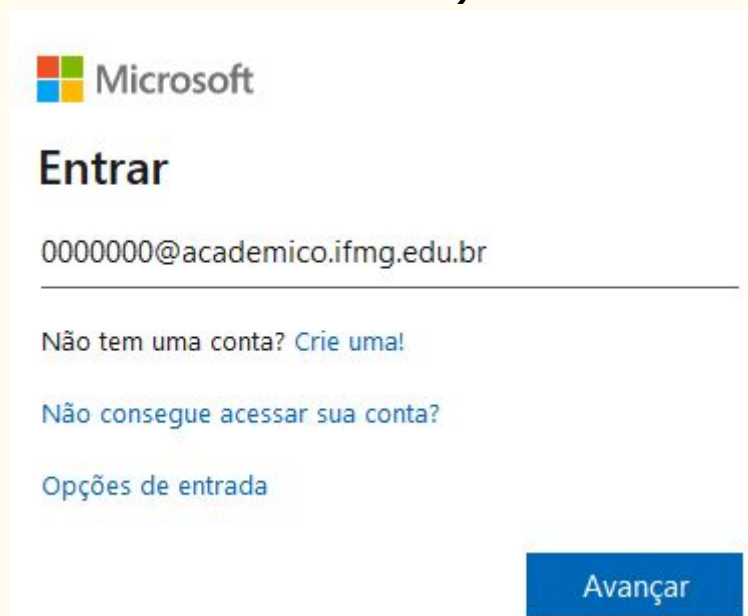 Microsoft
Entrar
0000000@academico.ifmg.edu.br
Não tem uma conta? Crie uma!
Não consegue acessar sua conta?
Opções de entrada
Avançar